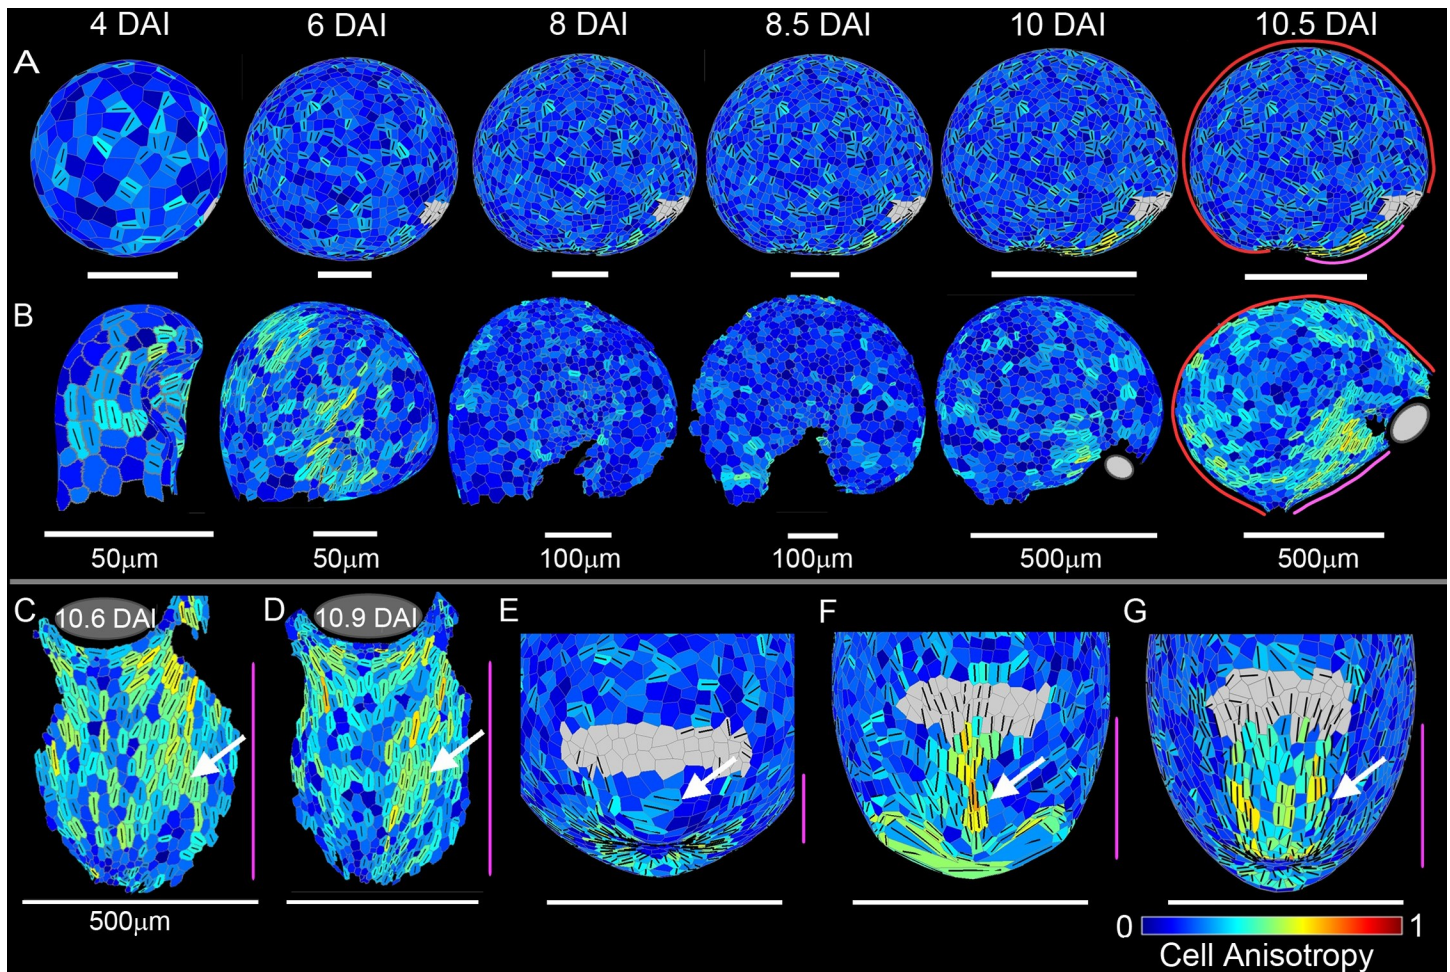 4 DAI 6 DAI 8 DAI 8.5 DAI 10 DAI 10.5 DAI
A
B
50μm 50μm 100μm 100μm 500μm 500μm
C 10.6 DAI D 10.9 DAI E F G
500μm
0 1
Cell Anisotropy